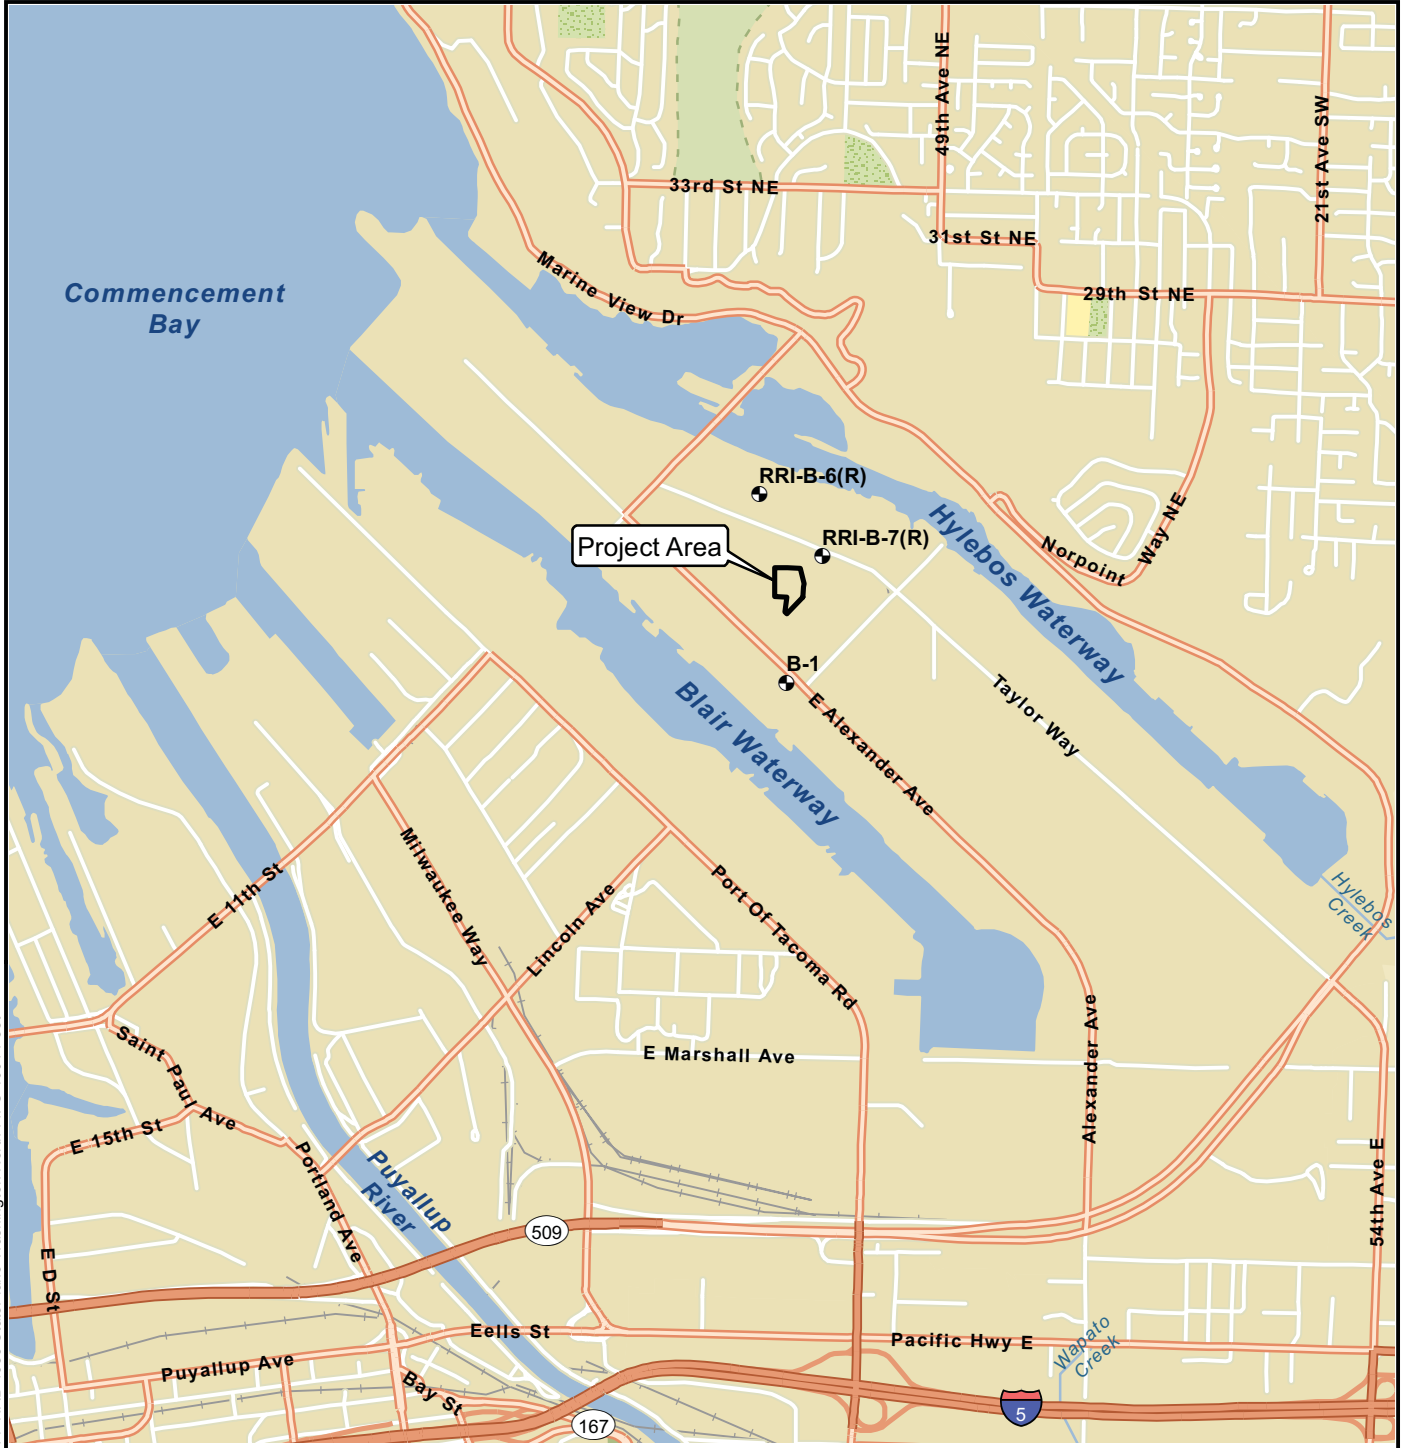 49th Ave NE
21st Ave SW
33rd St NE
31st St NE
Commencement
Bay
Marine View Dr
29th St NE
RRI-B-6(R)
Project Area
RRI-B-7(R)
Hylebos Waterway
Norpoint
Way NE
B-1
Blair Waterway
E Alexander Ave
Taylor Way
Milwaukee Way
E 11th St
Lincoln Ave
Port Of Tacoma Rd
Hylebos
Creek
Saint
Paul Ave
E Marshall Ave
Alexander Ave
E 15th St
Portland Ave
Puyallup
River
54th Ave E
E D St
509
Eells St
Pacific Hwy E
Wapato
Creek
Puyallup Ave
Bay St
167
5